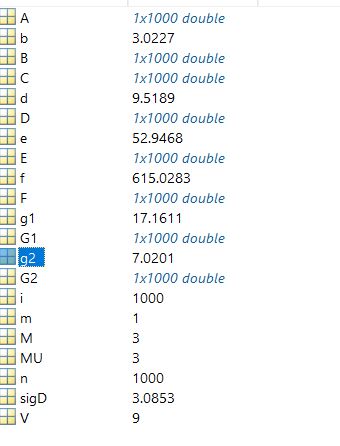 A 1x1000 double
b 3.0227
B 1x1000 double
C 1x1000 double
d 9.5189
D 1x1000 double
e 52.9468
E 1x1000 double
f 615.0283
F 1x1000 double
g1 17.1611
G1 1x1000 double
g2 7.0201
G2 1x1000 double
i 1000
m 1
M 3
MU 3
n 1000
sigD 3.0853
V 9